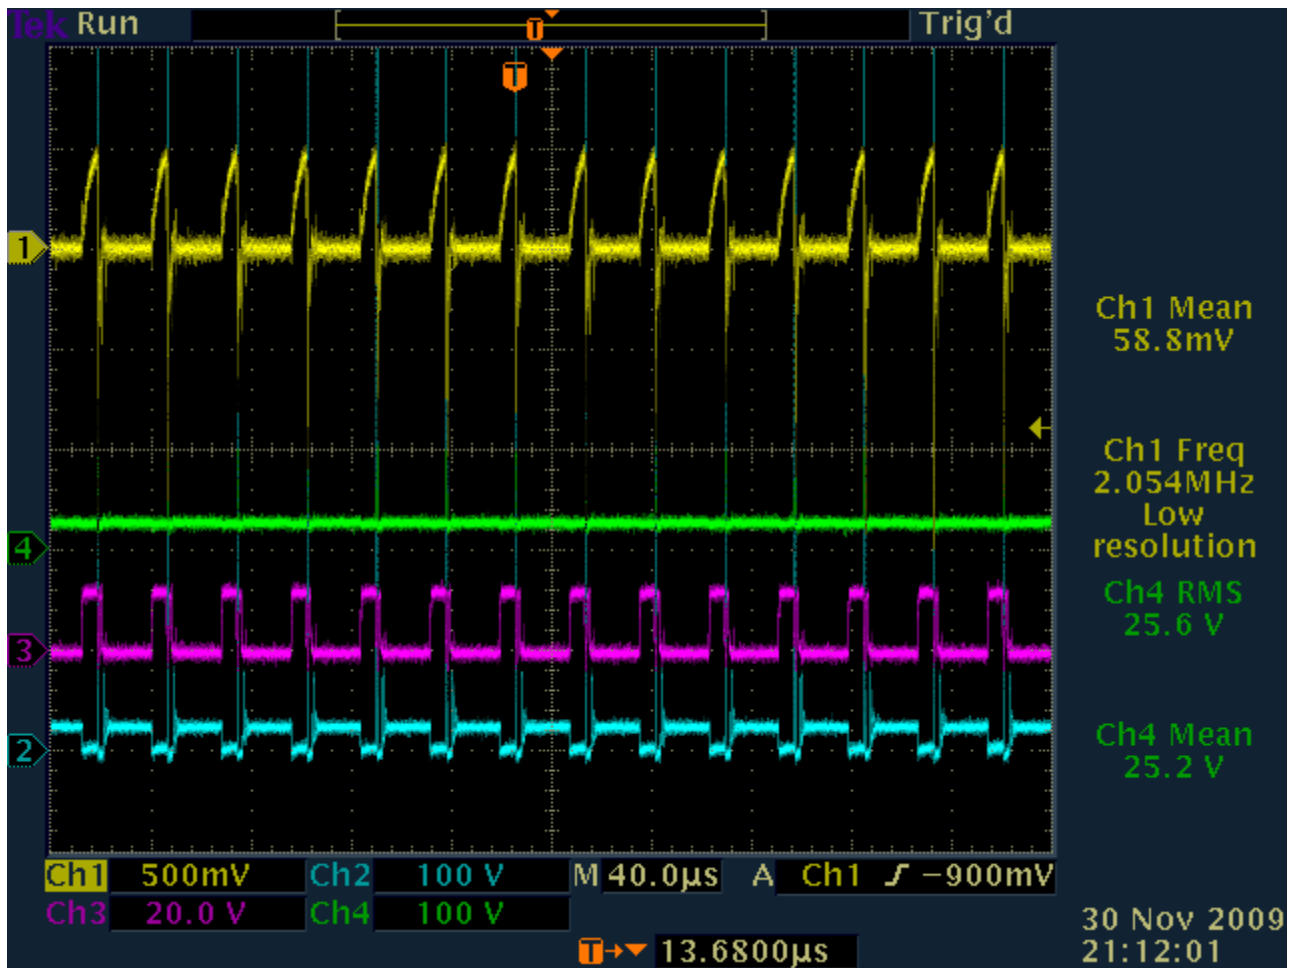 Tek Run Trig'd
T
T
1
Ch1 Mean
58.8mV
Ch1 Freq
2.054MHz
Low
resolution
4
Ch4 RMS
25.6 V
3
2
Ch4 Mean
25.2 V
Ch1 500mV Ch2 100 V M 40.0µs A Ch1 -900mV
Ch3 20.0 V Ch4 100 V
T 13.6800µs
30 Nov 2009
21:12:01